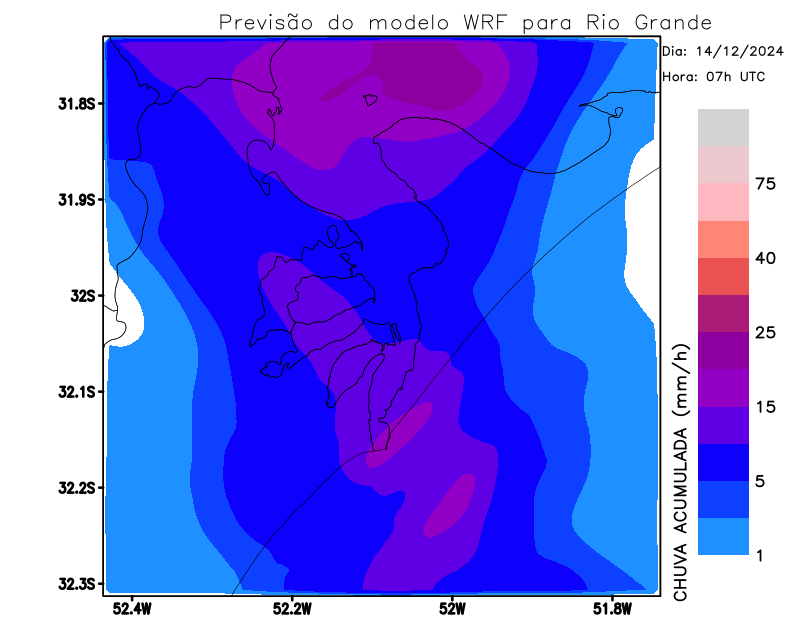 Previsão do modelo WRF para Rio Grande
Dia: 14/12/2024
Hora: 07h UTC
31.8S
31.9S
32S
32.1S
32.2S
32.3S
52.4W
52.2W
52W
51.8W
75
40
25
15
5
1
CHUVA ACUMULADA (mm/h)